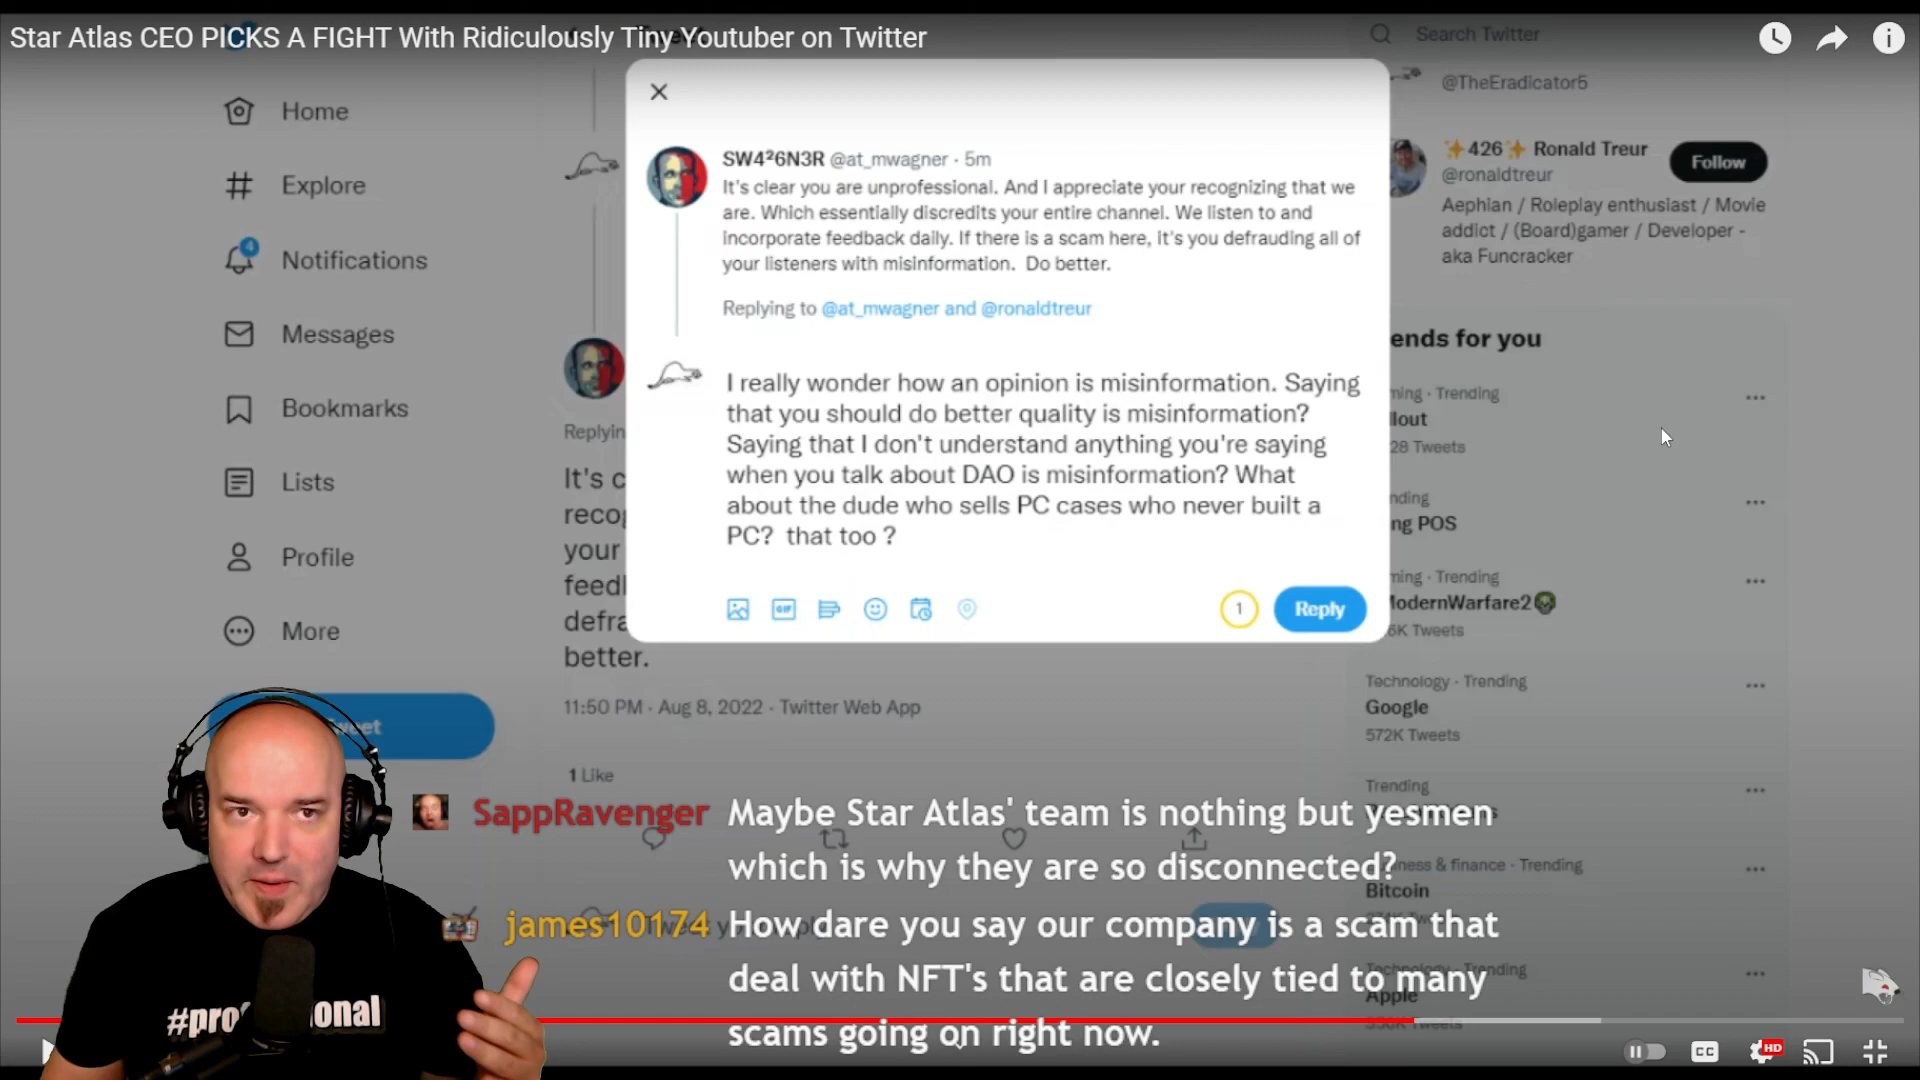 Star Atlas CEO PICKS A FIGHT With Ridiculously Tiny Youtuber on Twitter
Search Twitter
Home
Explore
4
Notifications
Messages
Bookmarks
Lists
Profile
More
SW4²6N3R @at_mwagner · 5m
It's clear you are unprofessional. And I appreciate your recognizing that we
are. Which essentially discredits your entire channel. We listen to and
incorporate feedback daily. If there is a scam here, it's you defrauding all of
your listeners with misinformation. Do better.
Replying to @at_mwagner and @ronaldtreur
I really wonder how an opinion is misinformation. Saying
that you should do better quality is misinformation?
Saying that I don't understand anything you're saying
when you talk about DAO is misinformation? What
about the dude who sells PC cases who never built a
PC? that too ?
GIF
1
Reply
Replyin
It's c
recog
your
feedl
defra
better.
11:50 PM · Aug 8, 2022 · Twitter Web App
1 Like
@TheEradicator5
✨426✨ Ronald Treur
@ronaldtreur
Follow
Aephian / Roleplay enthusiast / Movie
addict / (Board)gamer / Developer -
aka Funcracker
ends for you
ming · Trending
llout
28 Tweets
nding
ng POS
ming · Trending
ModernWarfare2
6K Tweets
Technology · Trending
Google
572K Tweets
Trending
iness & finance · Trending
Bitcoin
Technology · Trending
Apple
SappRavenger Maybe Star Atlas' team is nothing but yesmen
which is why they are so disconnected?
james10174 How dare you say our company is a scam that
deal with NFT's that are closely tied to many
scams going on right now.
#pro onal
CC
HD